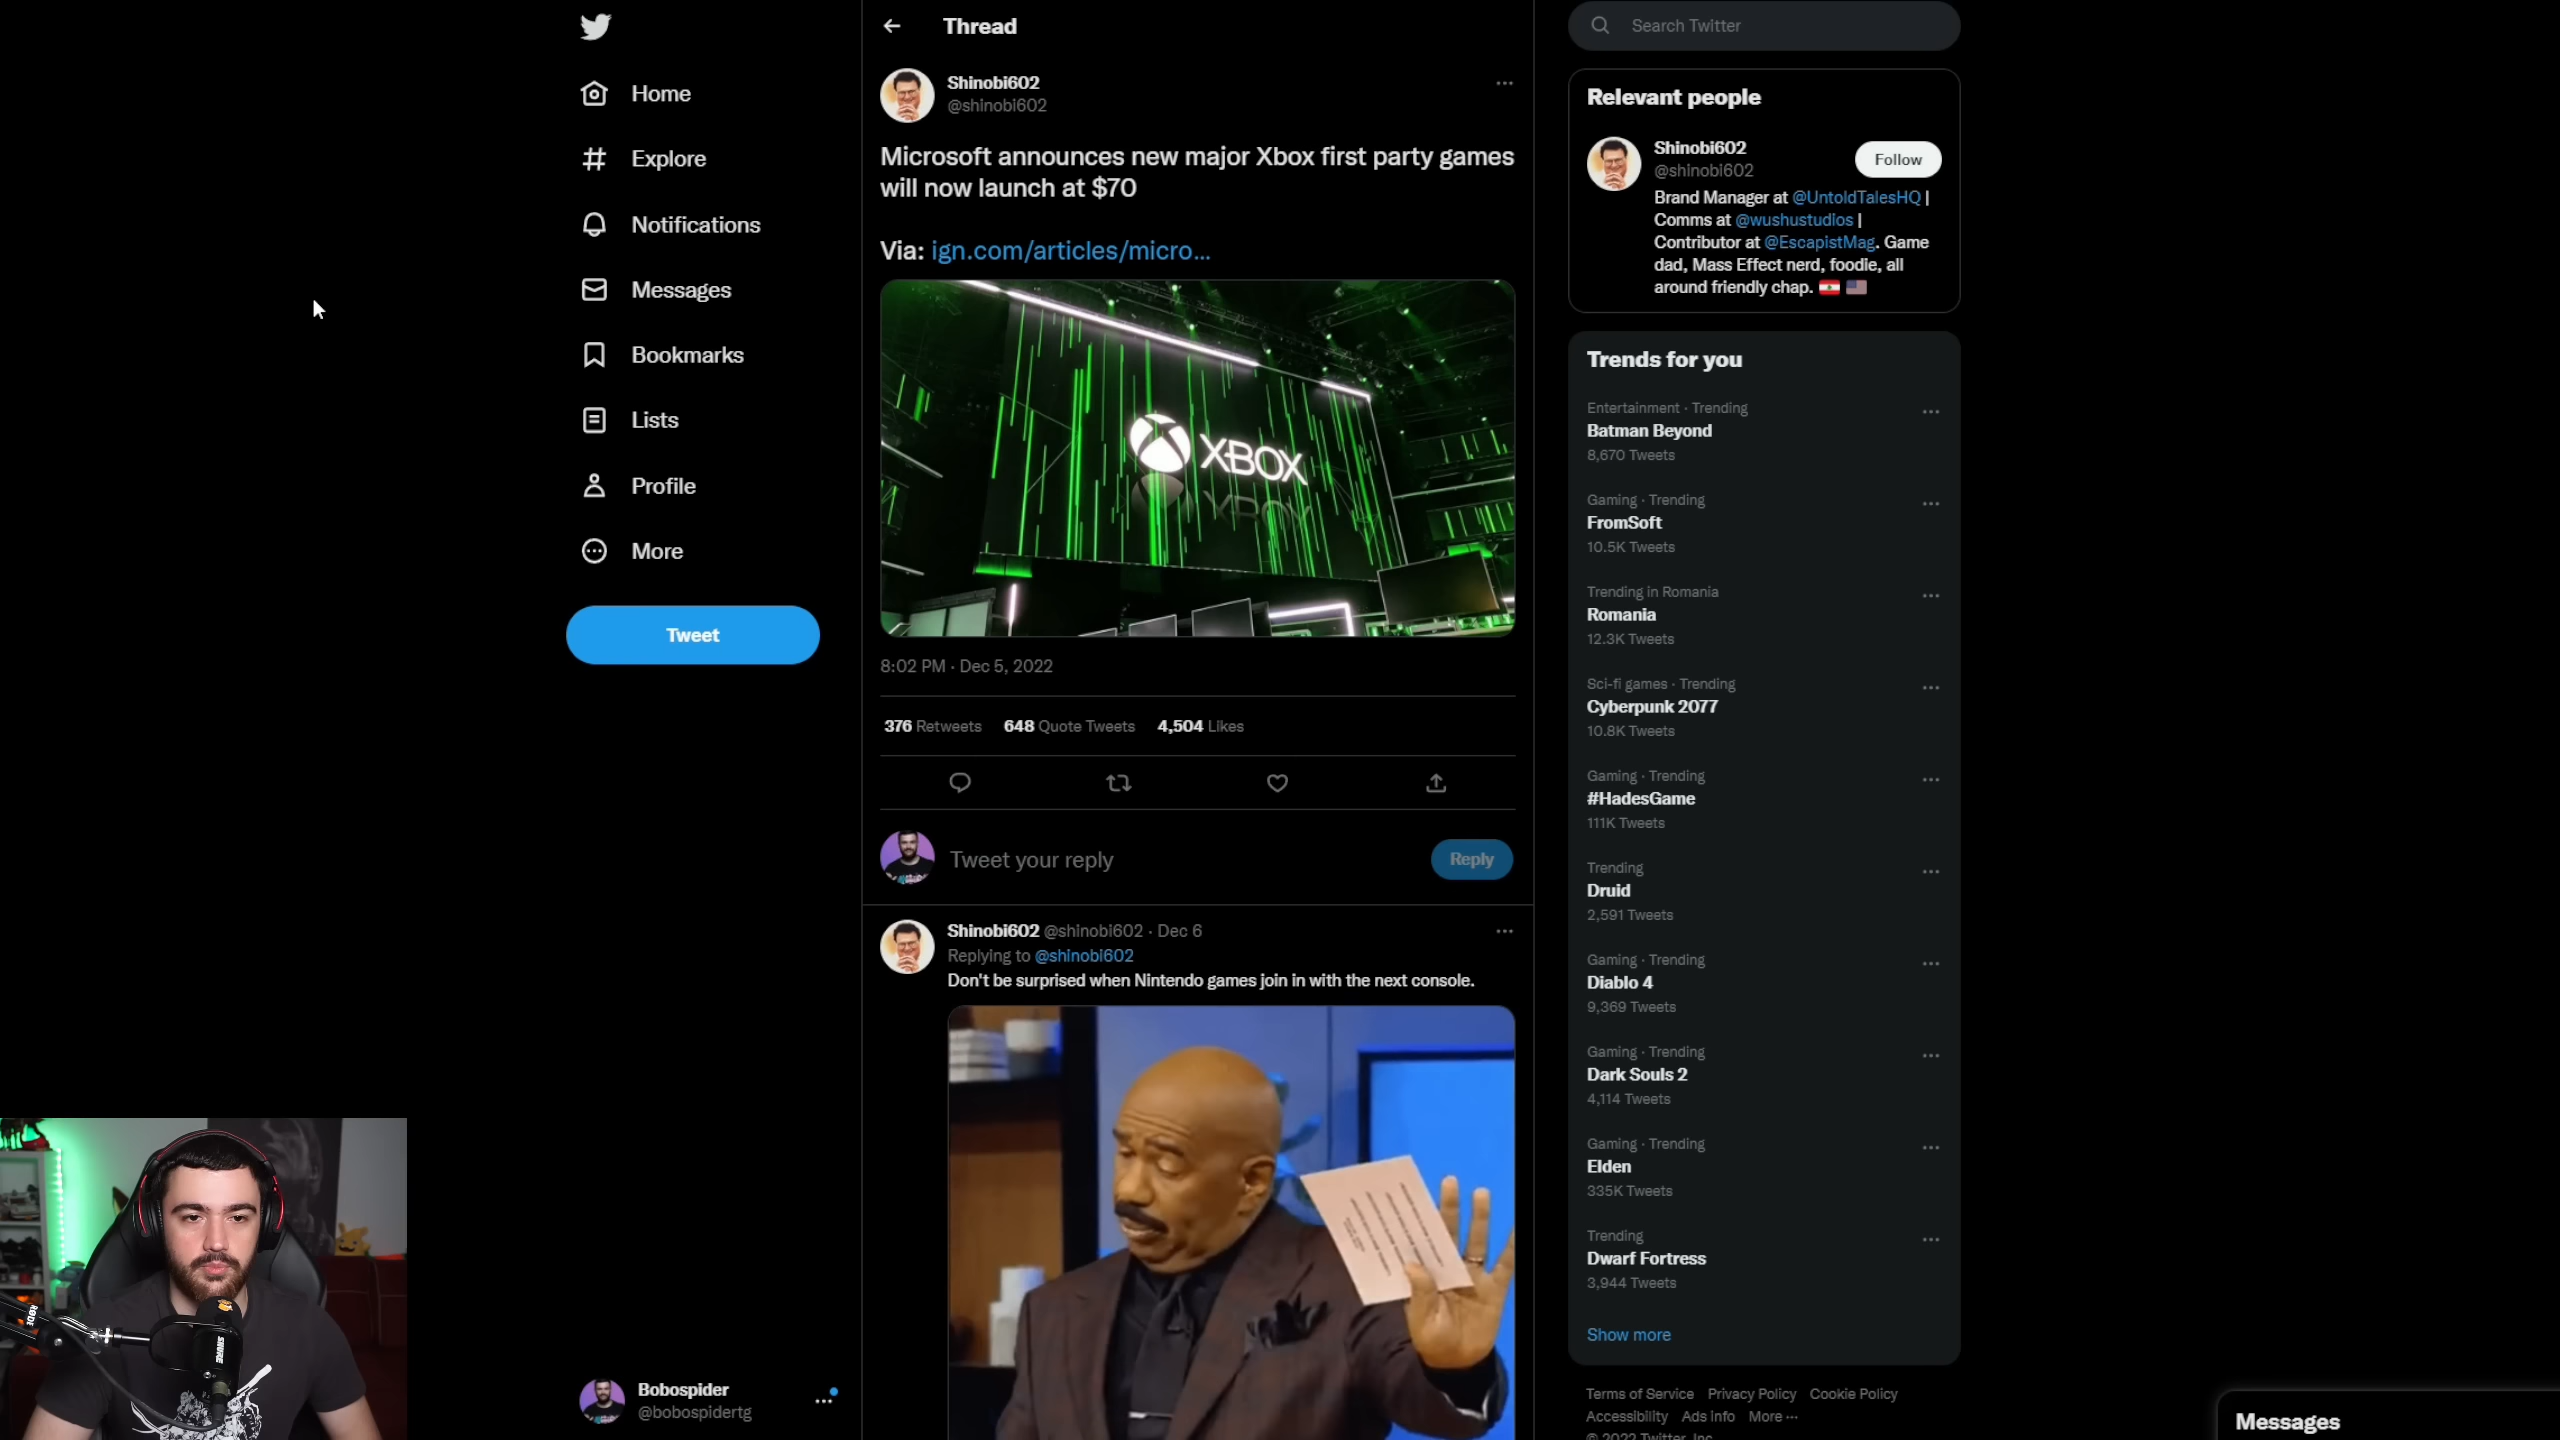 Home
Explore
Notifications
Messages
Bookmarks
Lists
Profile
More
Tweet
Bobospider
@bobospidertg
Thread
Shinobi602
@shinobi602
Microsoft announces new major Xbox first party games
will now launch at $70
Via: ign.com/articles/micro...
XBOX
8:02 PM · Dec 5, 2022
376 Retweets 648 Quote Tweets 4,504 Likes
Tweet your reply
Reply
Shinobi602 @shinobi602 · Dec 6
Replying to @shinobi602
Don't be surprised when Nintendo games join in with the next console.
Search Twitter
Relevant people
Shinobi602
@shinobi602
Follow
Brand Manager at @UntoldTalesHQ |
Comms at @wushustudios |
Contributor at @EscapistMag. Game
dad, Mass Effect nerd, foodie, all
around friendly chap.
Trends for you
Entertainment · Trending
Batman Beyond
8,670 Tweets
Gaming · Trending
FromSoft
10.5K Tweets
Trending in Romania
Romania
12.3K Tweets
Sci-fi games · Trending
Cyberpunk 2077
10.8K Tweets
Gaming · Trending
#HadesGame
111K Tweets
Trending
Druid
2,591 Tweets
Gaming · Trending
Diablo 4
9,369 Tweets
Gaming · Trending
Dark Souls 2
4,114 Tweets
Gaming · Trending
Elden
335K Tweets
Trending
Dwarf Fortress
3,944 Tweets
Show more
Terms of Service Privacy Policy Cookie Policy
Accessibility Ads info More ...
© 2022 Twitter, Inc.
Messages
RØDE
SHURE